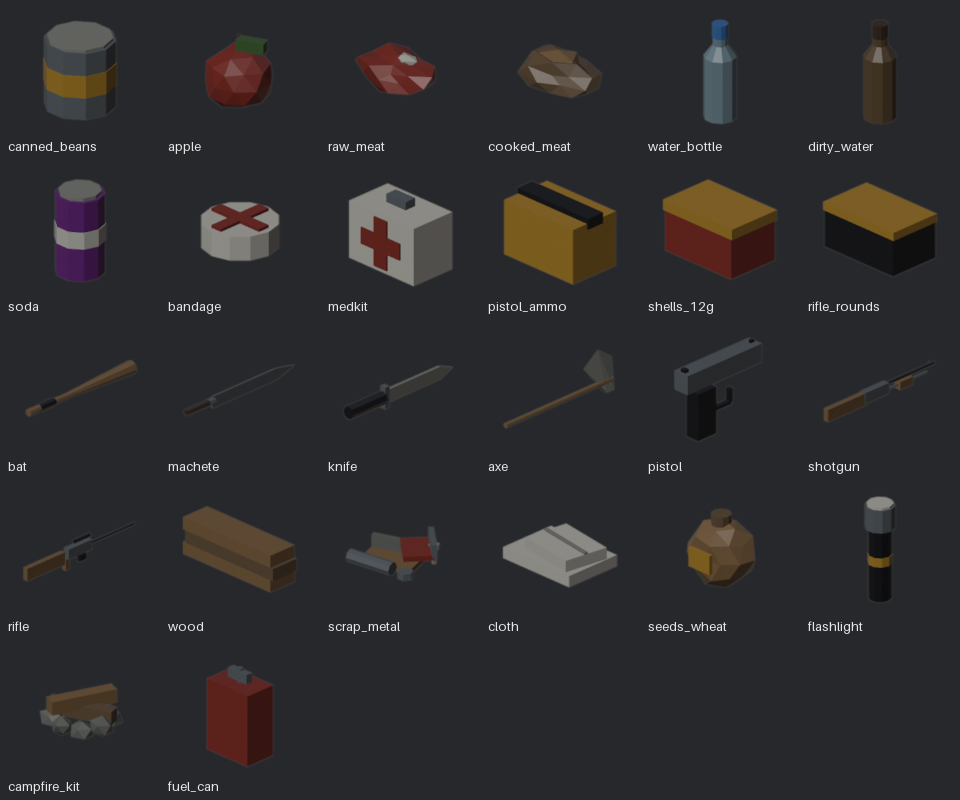 canned_beans apple raw_meat cooked_meat water_bottle dirty_water
soda bandage medkit pistol_ammo shells_12g rifle_rounds
bat machete knife axe pistol shotgun
rifle wood scrap_metal cloth seeds_wheat flashlight
campfire_kit fuel_can